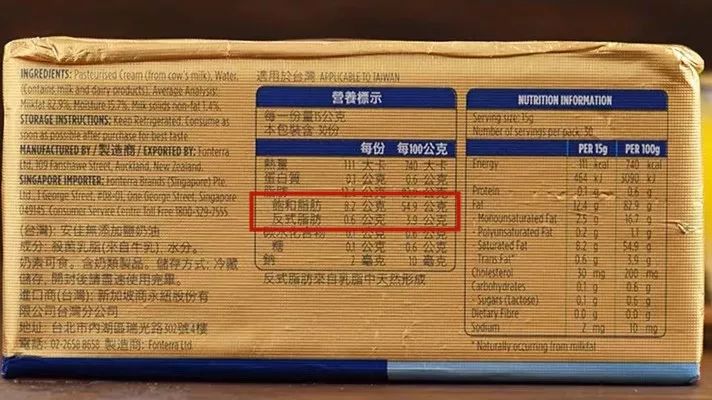 INGREDIENTS: Pasteurised Cream (from cow's milk), Water.
(Contains milk and dairy products). Average Analysis:
Milkfat 82.9%, Moisture 15.7%, Milk solids non-fat 1.4%.
STORAGE INSTRUCTIONS: Keep Refrigerated. Consume as
soon as possible after purchase for best taste
MANUFACTURED BY / 製造商 / EXPORTED BY: Fonterra
Ltd, 109 Fanshawe Street, Auckland, New Zealand.
SINGAPORE IMPORTER: Fonterra Brands (Singapore) Pte.
Ltd., 1 George Street, #08-01, One George Street, Singapore
049145. Consumer Service Centre Toll Free 1800-329-7555.
(台灣): 安佳無添加鹽奶油
成分: 殺菌乳脂(來自牛乳), 水分。
奶素可食。含奶類製品。儲存方式: 冷藏
儲存, 開封後請盡速使用完畢。
進口商(台灣): 新加坡商永紐股份有
限公司台灣分公司
地址: 台北市內湖區瑞光路302號4樓
電話: 02-2658 8658 製造商: Fonterra Ltd.
適用於台灣 APPLICABLE TO TAIWAN
營養標示
每一份量15公克
本包裝含 30份
每份 每100公克
熱量 111 大卡 740 大卡
蛋白質 0.1 公克 0.6 公克
脂肪 12.4 公克 82.9 公克
飽和脂肪 8.2 公克 54.9 公克
反式脂肪 0.6 公克 3.9 公克
碳水化合物 0.1 公克 0.6 公克
糖 0.1 公克 0.6 公克
鈉 2 毫克 10 毫克
反式脂肪來自乳脂中天然形成
NUTRITION INFORMATION
Serving size: 15g
Number of servings per pack: 30
PER 15g PER 100g
Energy 111 kcal 740 kcal
464 kJ 3090 kJ
Protein 0.1 g 0.6 g
Fat 12.4 g 82.9 g
- Monounsaturated Fat 2.5 g 16.7 g
- Polyunsaturated Fat 1.1 g
- Saturated Fat 8.2 g 54.9 g
- Trans Fat* 3.9 g
Cholesterol 30 mg 200 mg
Carbohydrates 0.1 g 0.6 g
- Sugars (Lactose) 0.1 g 0.6 g
Dietary Fibre 0.0 g 0.0 g
Sodium 2 mg 10 mg
* Naturally occurring from milkfat